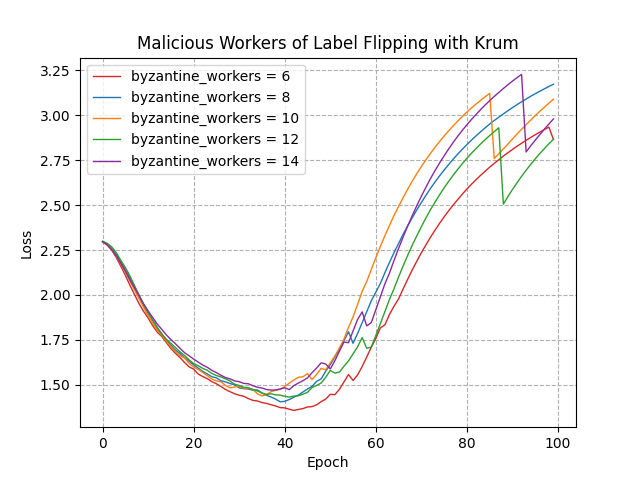 Malicious Workers of Label Flipping with Krum
3.25
3.00
2.75
2.50
2.25
2.00
1.75
1.50
Loss
byzantine_workers = 6
byzantine_workers = 8
byzantine_workers = 10
byzantine_workers = 12
byzantine_workers = 14
0 20 40 60 80 100
Epoch